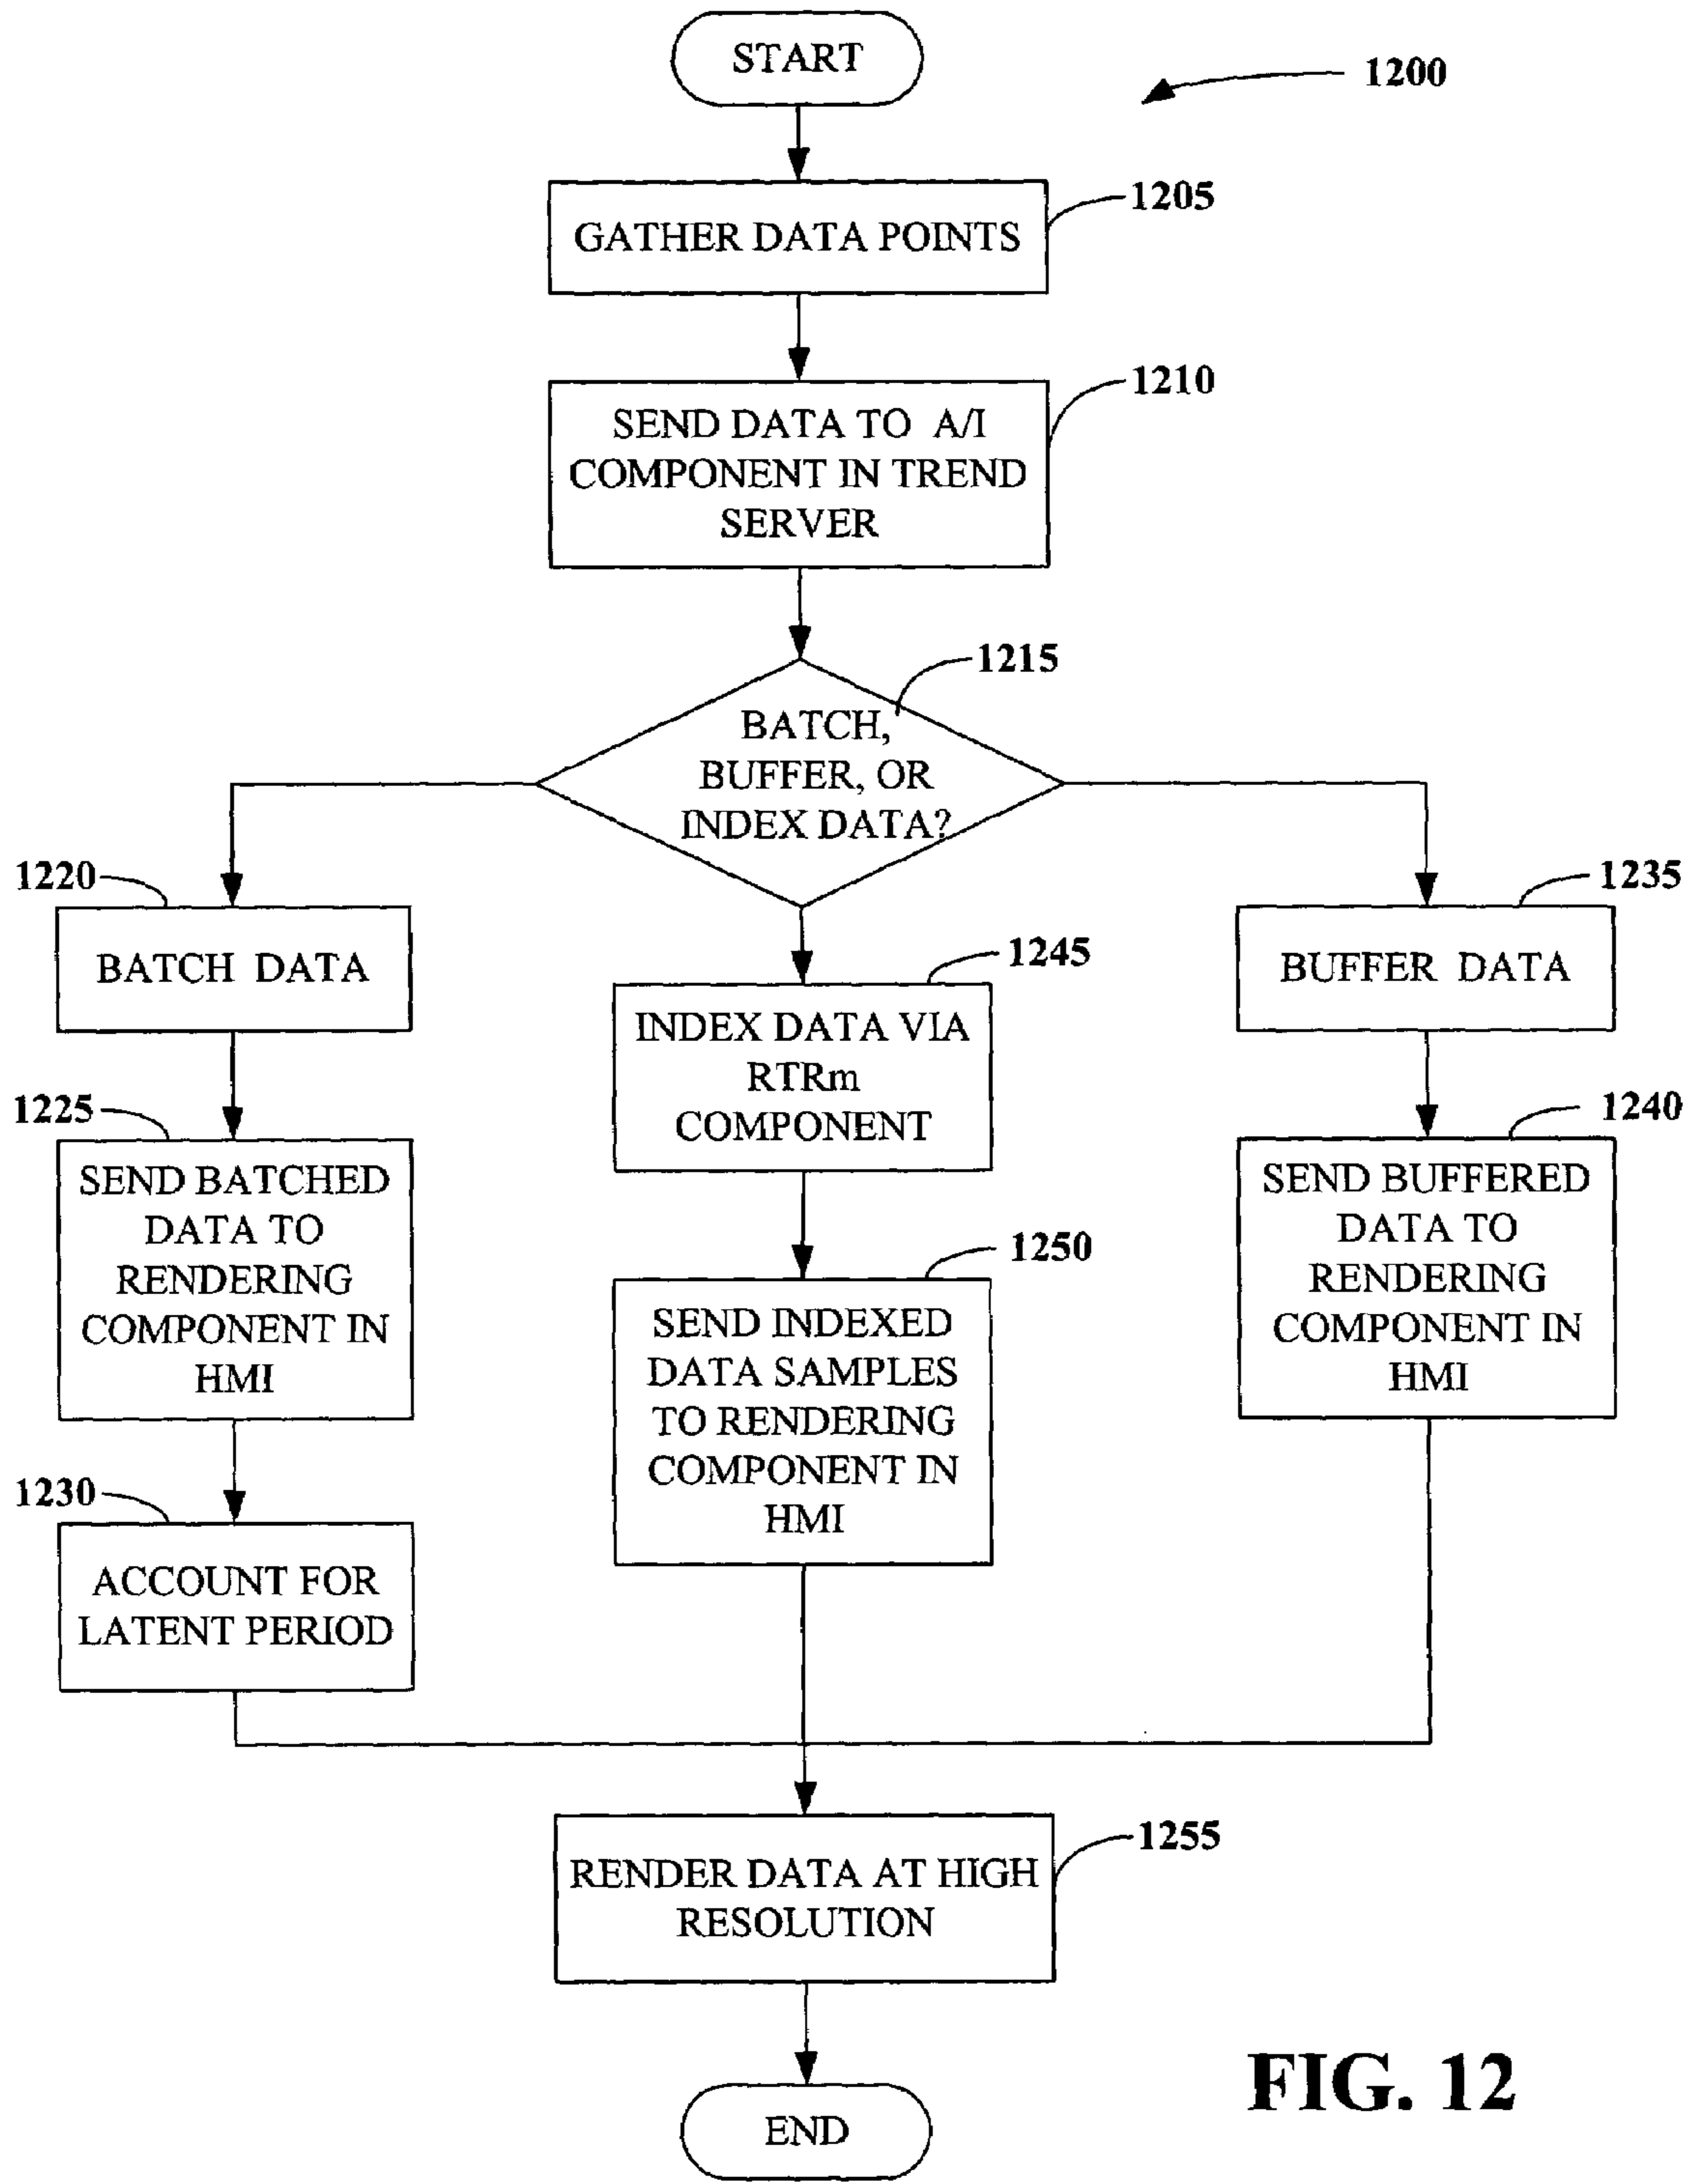 START
1200
1205
GATHER DATA POINTS
1210
SEND DATA TO A/I
COMPONENT IN TREND
SERVER
1215
BATCH,
BUFFER, OR
INDEX DATA?
1220
BATCH DATA
1225
SEND BATCHED
DATA TO
RENDERING
COMPONENT IN
HMI
1230
ACCOUNT FOR
LATENT PERIOD
1245
INDEX DATA VIA
RTRm
COMPONENT
1250
SEND INDEXED
DATA SAMPLES
TO RENDERING
COMPONENT IN
HMI
1235
BUFFER DATA
1240
SEND BUFFERED
DATA TO
RENDERING
COMPONENT IN
HMI
1255
RENDER DATA AT HIGH
RESOLUTION
END
FIG. 12